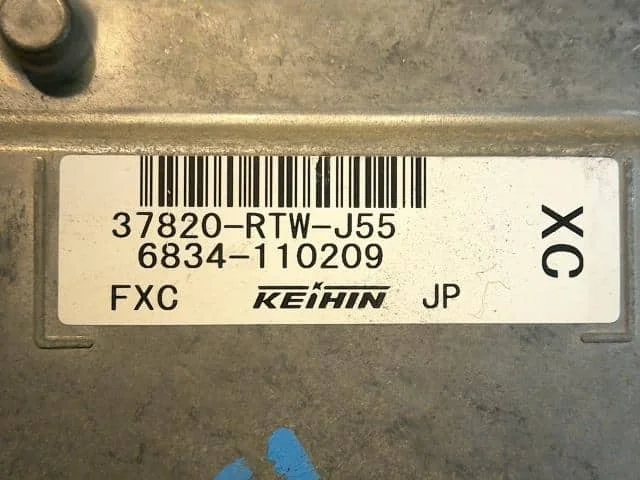 37820-RTW-J55
6834-110209
FXC KEIHIN JP
XC